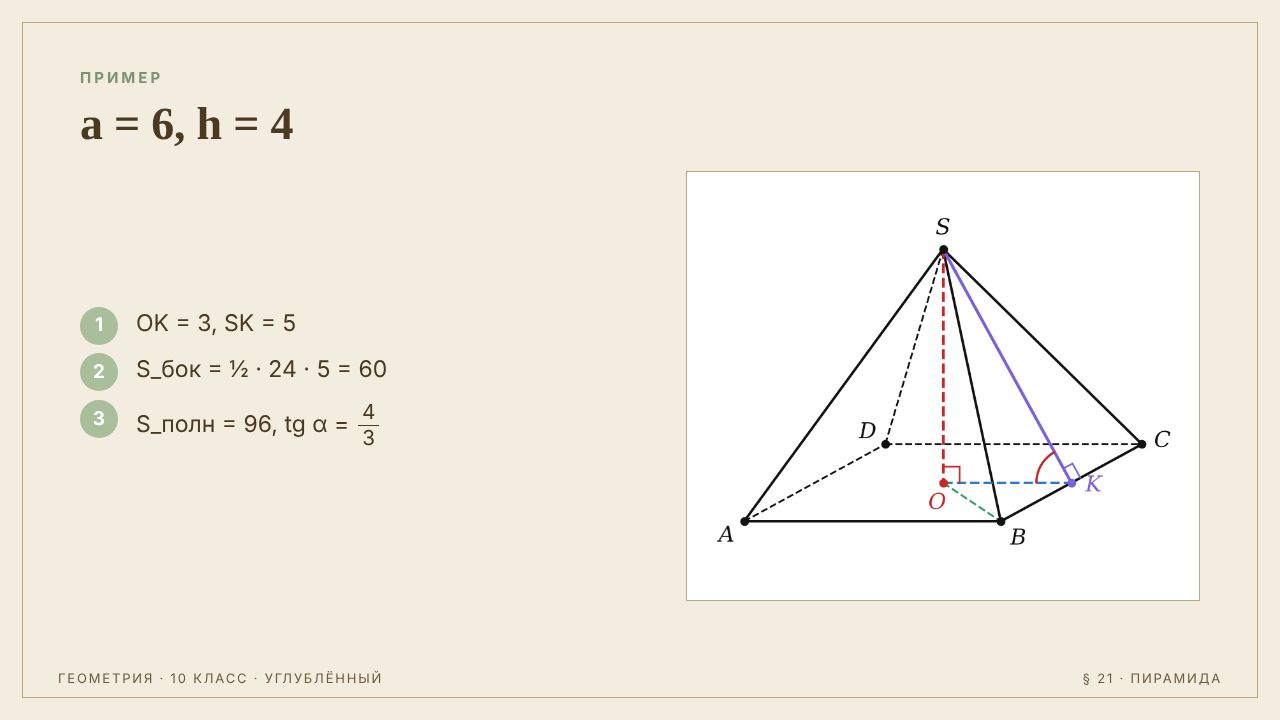 ПРИМЕР
a = 6, h = 4
1 OK = 3, SK = 5
2 S_бок = ½ · 24 · 5 = 60
3 S_полн = 96, tg α = 4/3
S
D
C
O
K
A
B
ГЕОМЕТРИЯ · 10 КЛАСС · УГЛУБЛЁННЫЙ
§ 21 · ПИРАМИДА